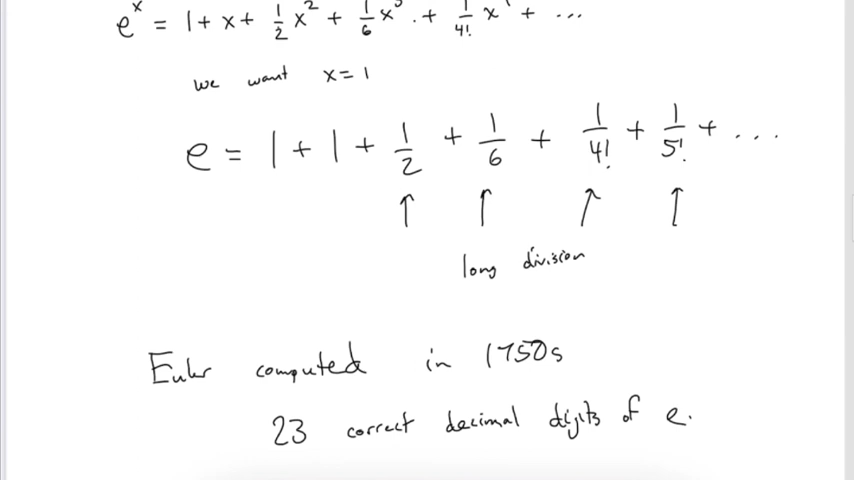 e^x = 1 + x + 1/2 x^2 + 1/6 x^3 + 1/4! x^4 + ...
we want x = 1
e = 1 + 1 + 1/2 + 1/6 + 1/4! + 1/5! + ...
↑ ↑ ↑ ↑
long division
Euler computed in 1750s
23 correct decimal digits of e.